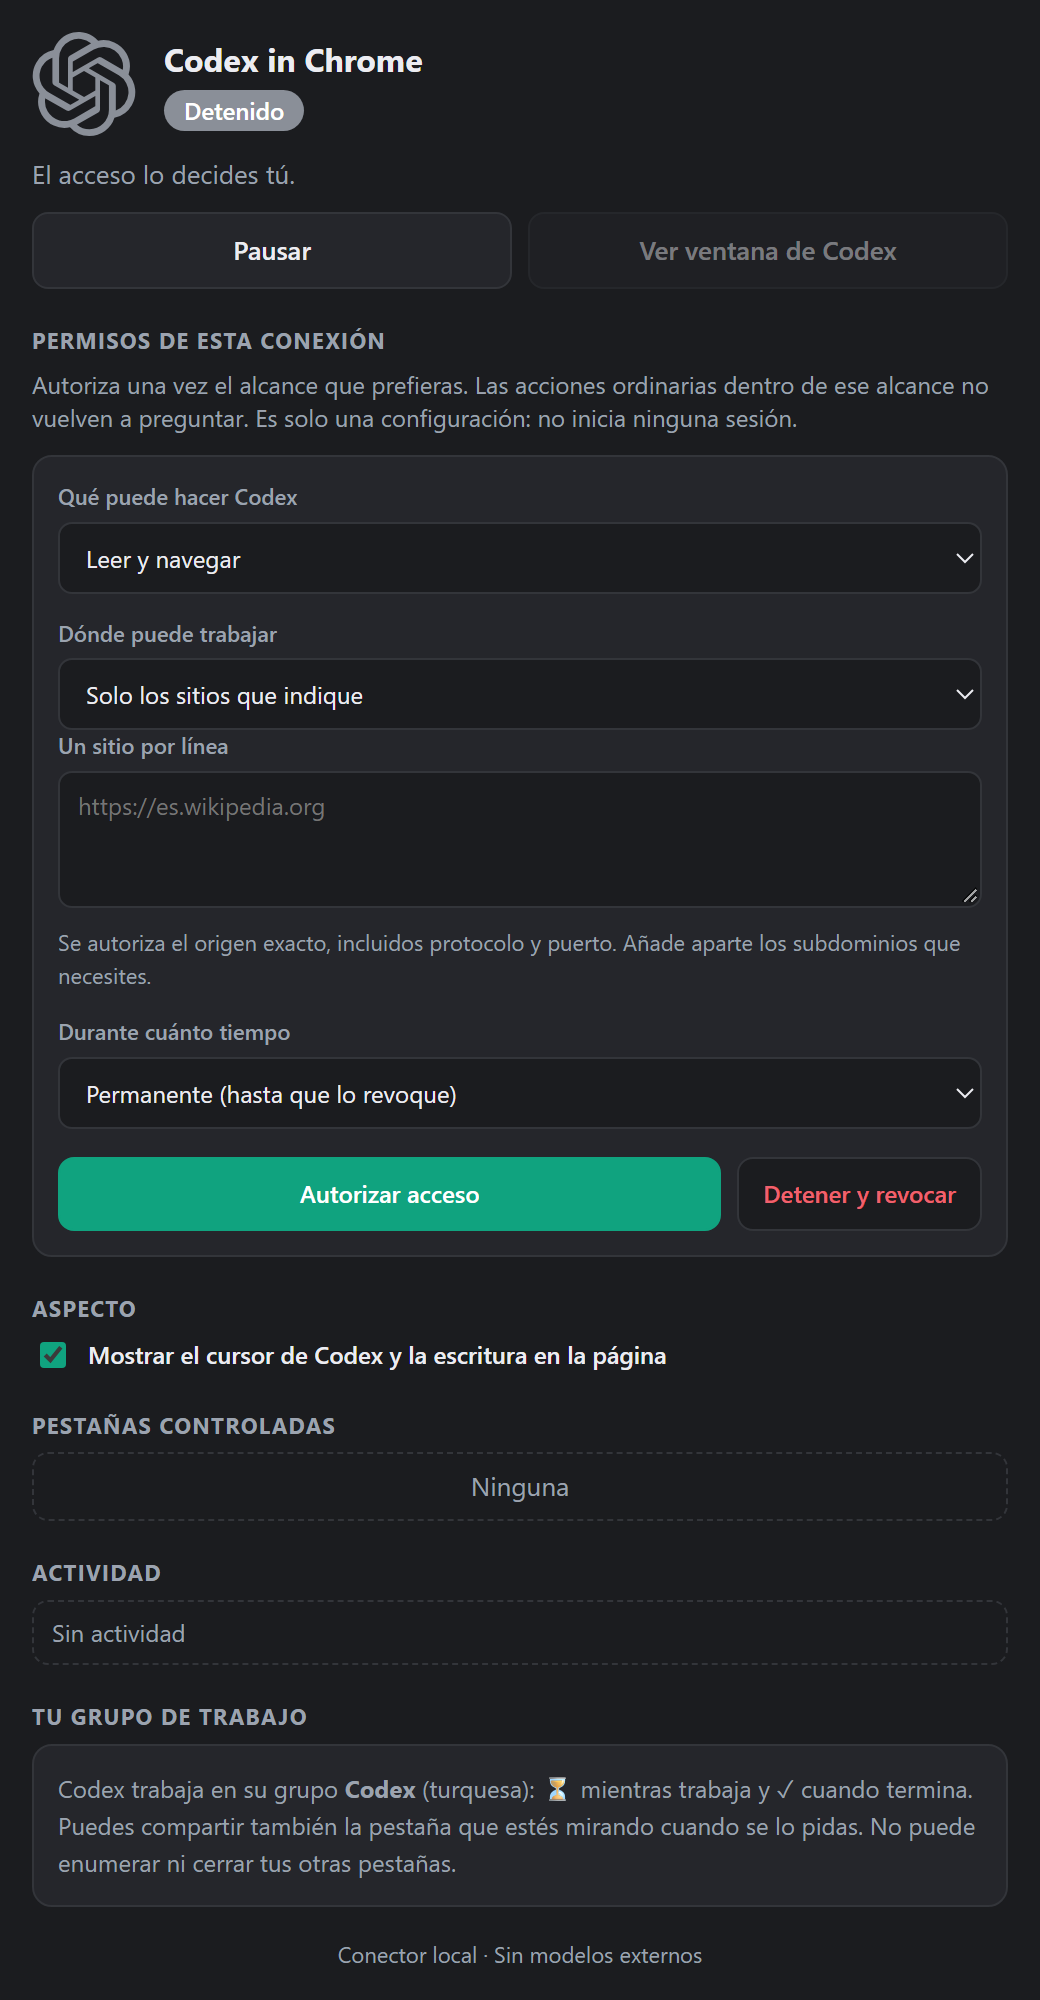 Codex in Chrome
Detenido
El acceso lo decides tú.
Pausar
Ver ventana de Codex
PERMISOS DE ESTA CONEXIÓN
Autoriza una vez el alcance que prefieras. Las acciones ordinarias dentro de ese alcance no
vuelven a preguntar. Es solo una configuración: no inicia ninguna sesión.
Qué puede hacer Codex
Leer y navegar
Dónde puede trabajar
Solo los sitios que indique
Un sitio por línea
https://es.wikipedia.org
Se autoriza el origen exacto, incluidos protocolo y puerto. Añade aparte los subdominios que
necesites.
Durante cuánto tiempo
Permanente (hasta que lo revoque)
Autorizar acceso
Detener y revocar
ASPECTO
Mostrar el cursor de Codex y la escritura en la página
PESTAÑAS CONTROLADAS
Ninguna
ACTIVIDAD
Sin actividad
TU GRUPO DE TRABAJO
Codex trabaja en su grupo Codex (turquesa): ⏳ mientras trabaja y ✓ cuando termina.
Puedes compartir también la pestaña que estés mirando cuando se lo pidas. No puede
enumerar ni cerrar tus otras pestañas.
Conector local · Sin modelos externos